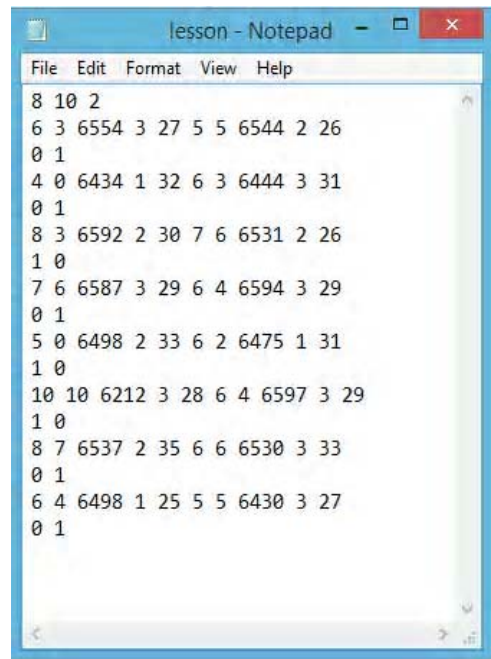 lesson - Notepad
File Edit Format View Help
8 10 2
6 3 6554 3 27 5 5 6544 2 26
0 1
4 0 6434 1 32 6 3 6444 3 31
0 1
8 3 6592 2 30 7 6 6531 2 26
1 0
7 6 6587 3 29 6 4 6594 3 29
0 1
5 0 6498 2 33 6 2 6475 1 31
1 0
10 10 6212 3 28 6 4 6597 3 29
1 0
8 7 6537 2 35 6 6 6530 3 33
0 1
6 4 6498 1 25 5 5 6430 3 27
0 1